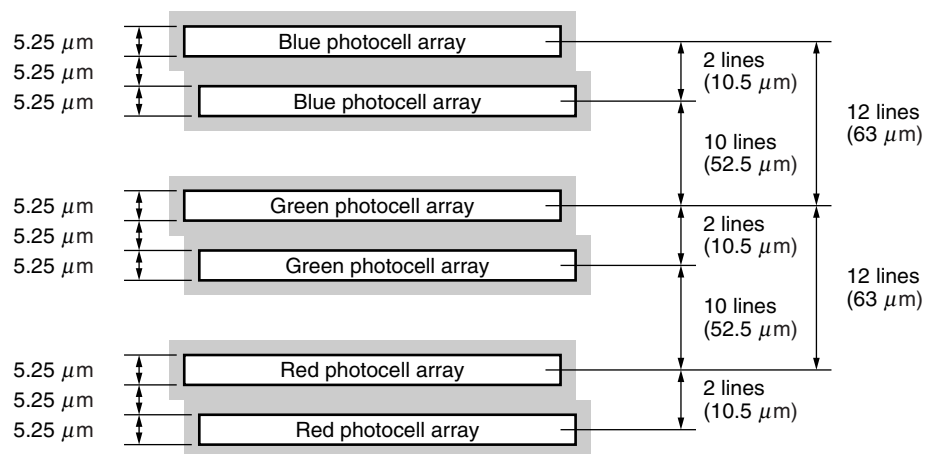 5.25 μm
Blue photocell array
5.25 μm
2 lines
(10.5 μm)
5.25 μm
Blue photocell array
12 lines
(63 μm)
10 lines
(52.5 μm)
5.25 μm
Green photocell array
5.25 μm
2 lines
(10.5 μm)
5.25 μm
Green photocell array
12 lines
(63 μm)
10 lines
(52.5 μm)
5.25 μm
Red photocell array
5.25 μm
2 lines
(10.5 μm)
5.25 μm
Red photocell array